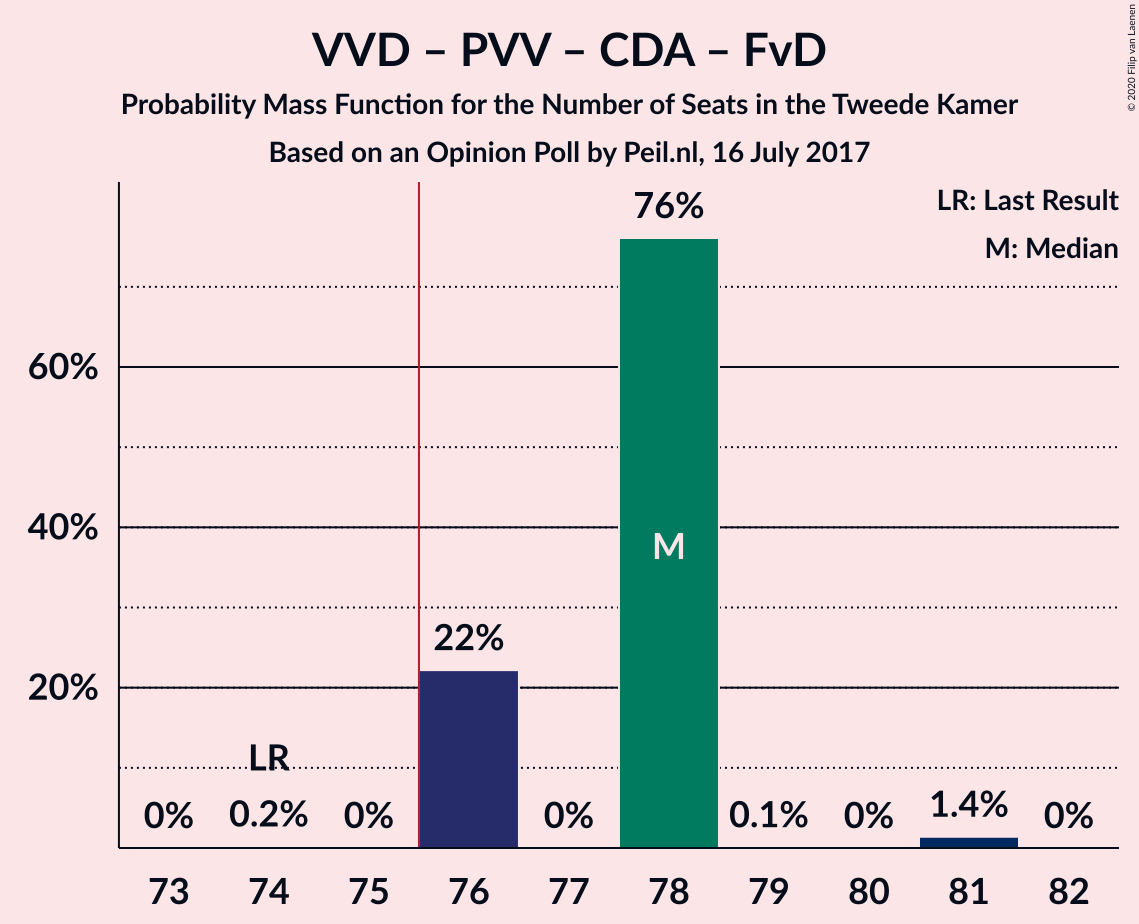 VVD – PVV – CDA – FvD
Probability Mass Function for the Number of Seats in the Tweede Kamer
Based on an Opinion Poll by Peil.nl, 16 July 2017
© 2020 Filip van Laenen
LR: Last Result
M: Median
60%
40%
20%
0%
LR
0.2%
0%
22%
0%
76%
M
0.1%
0%
1.4%
0%
73 74 75 76 77 78 79 80 81 82